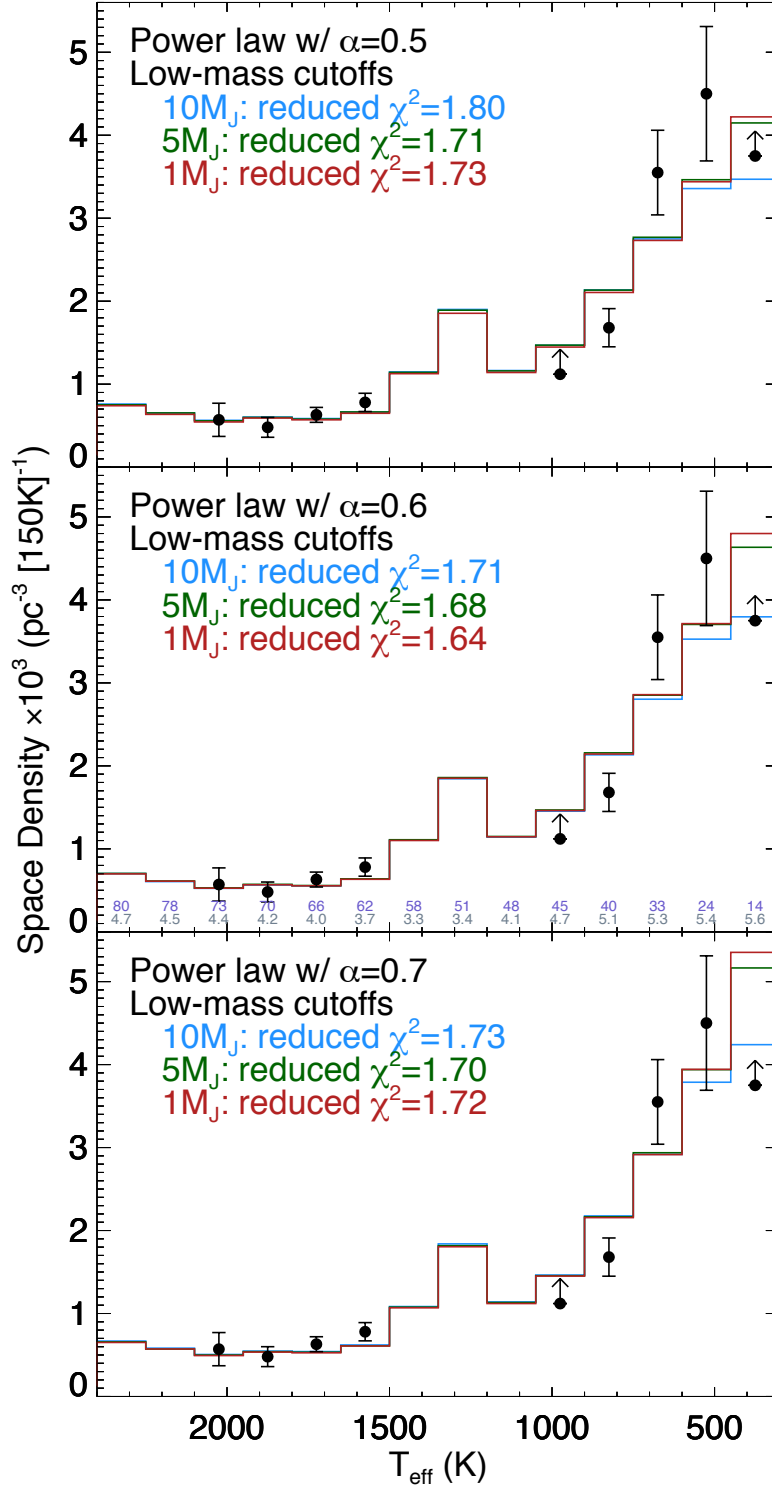 Power law w/ α=0.5
Low-mass cutoffs
10M_J: reduced χ²=1.80
5M_J: reduced χ²=1.71
1M_J: reduced χ²=1.73
5
4
3
2
1
0
Power law w/ α=0.6
Low-mass cutoffs
10M_J: reduced χ²=1.71
5M_J: reduced χ²=1.68
1M_J: reduced χ²=1.64
5
4
3
2
1
0
80 78 73 70 66 62 58 51 48 45 40 33 24 14
4.7 4.5 4.4 4.2 4.0 3.7 3.3 3.4 4.1 4.7 5.1 5.3 5.4 5.6
Space Density ×10³ (pc⁻³ [150K]⁻¹)
Power law w/ α=0.7
Low-mass cutoffs
10M_J: reduced χ²=1.73
5M_J: reduced χ²=1.70
1M_J: reduced χ²=1.72
5
4
3
2
1
0
2000 1500 1000 500
T_eff (K)